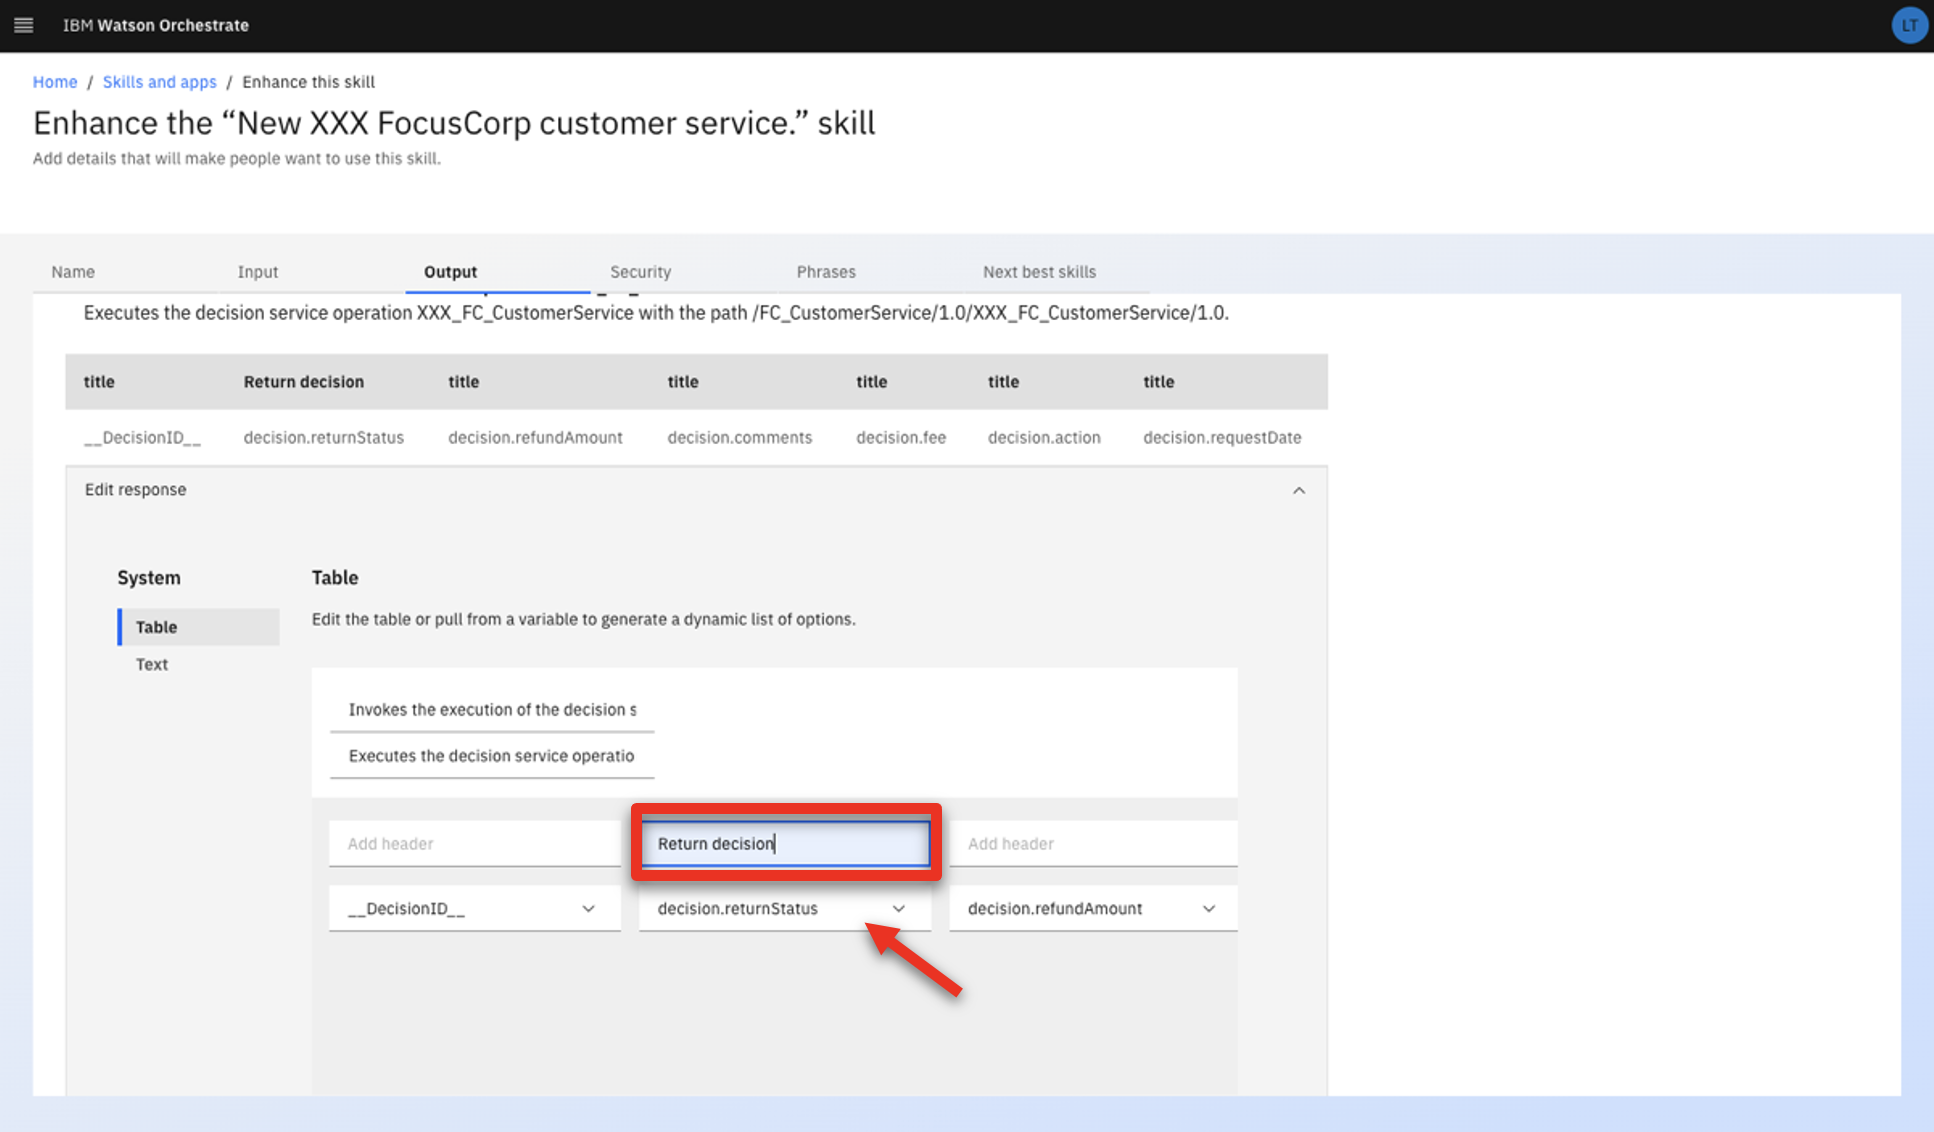 IBM Watson Orchestrate
LT
Home / Skills and apps / Enhance this skill
Enhance the “New XXX FocusCorp customer service.” skill
Add details that will make people want to use this skill.
Name Input Output Security Phrases Next best skills
Executes the decision service operation XXX_FC_CustomerService with the path /FC_CustomerService/1.0/XXX_FC_CustomerService/1.0.
title Return decision title title title title title
__DecisionID__ decision.returnStatus decision.refundAmount decision.comments decision.fee decision.action decision.requestDate
Edit response
System
Table
Text
Table
Edit the table or pull from a variable to generate a dynamic list of options.
Invokes the execution of the decision s
Executes the decision service operatio
Add header Return decision Add header
__DecisionID__ decision.returnStatus decision.refundAmount